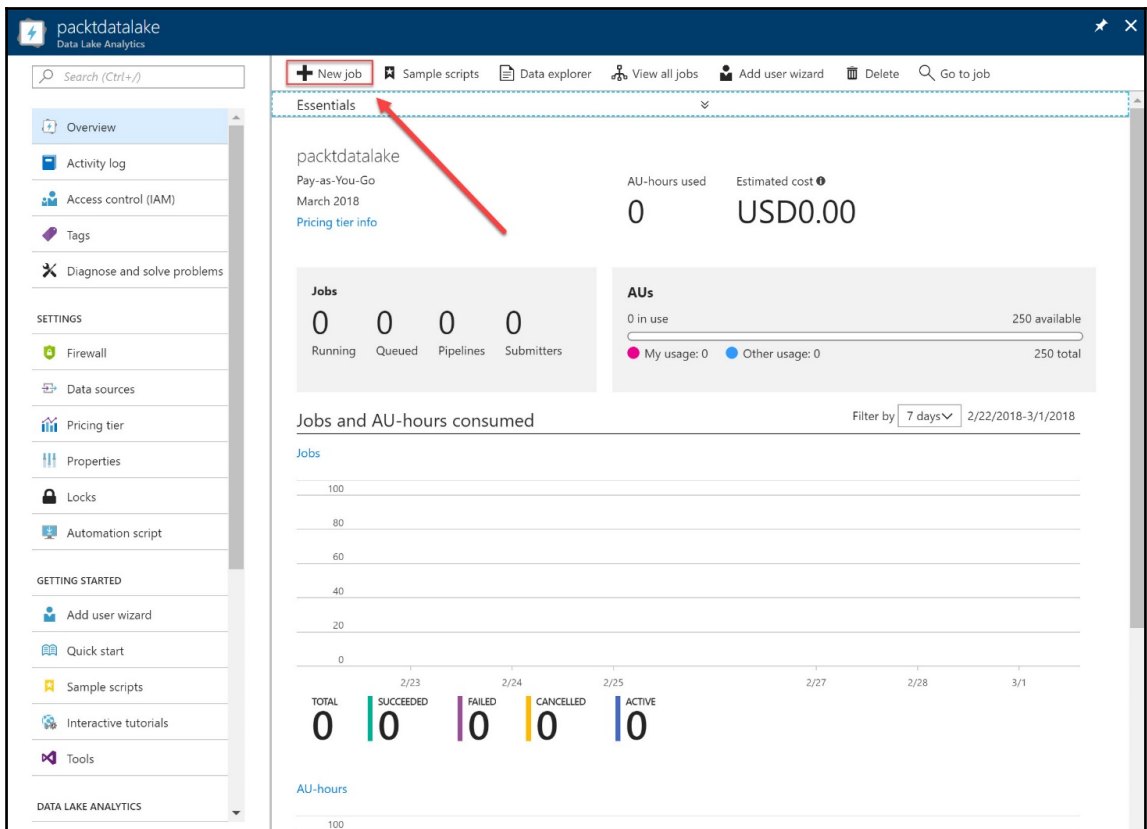 packtdatalake
Data Lake Analytics
Search (Ctrl+/)
Overview
Activity log
Access control (IAM)
Tags
Diagnose and solve problems
SETTINGS
Firewall
Data sources
Pricing tier
Properties
Locks
Automation script
GETTING STARTED
Add user wizard
Quick start
Sample scripts
Interactive tutorials
Tools
DATA LAKE ANALYTICS
New job Sample scripts Data explorer View all jobs Add user wizard Delete Go to job
Essentials
packtdatalake
Pay-as-You-Go
March 2018
Pricing tier info
AU-hours used Estimated cost
0 USD0.00
Jobs
0 0 0 0
Running Queued Pipelines Submitters
AUs
0 in use 250 available
My usage: 0 Other usage: 0 250 total
Jobs and AU-hours consumed Filter by 7 days 2/22/2018-3/1/2018
Jobs
100
80
60
40
20
0
2/23 2/24 2/25 2/27 2/28 3/1
TOTAL SUCCEEDED FAILED CANCELLED ACTIVE
0 0 0 0 0
AU-hours
100